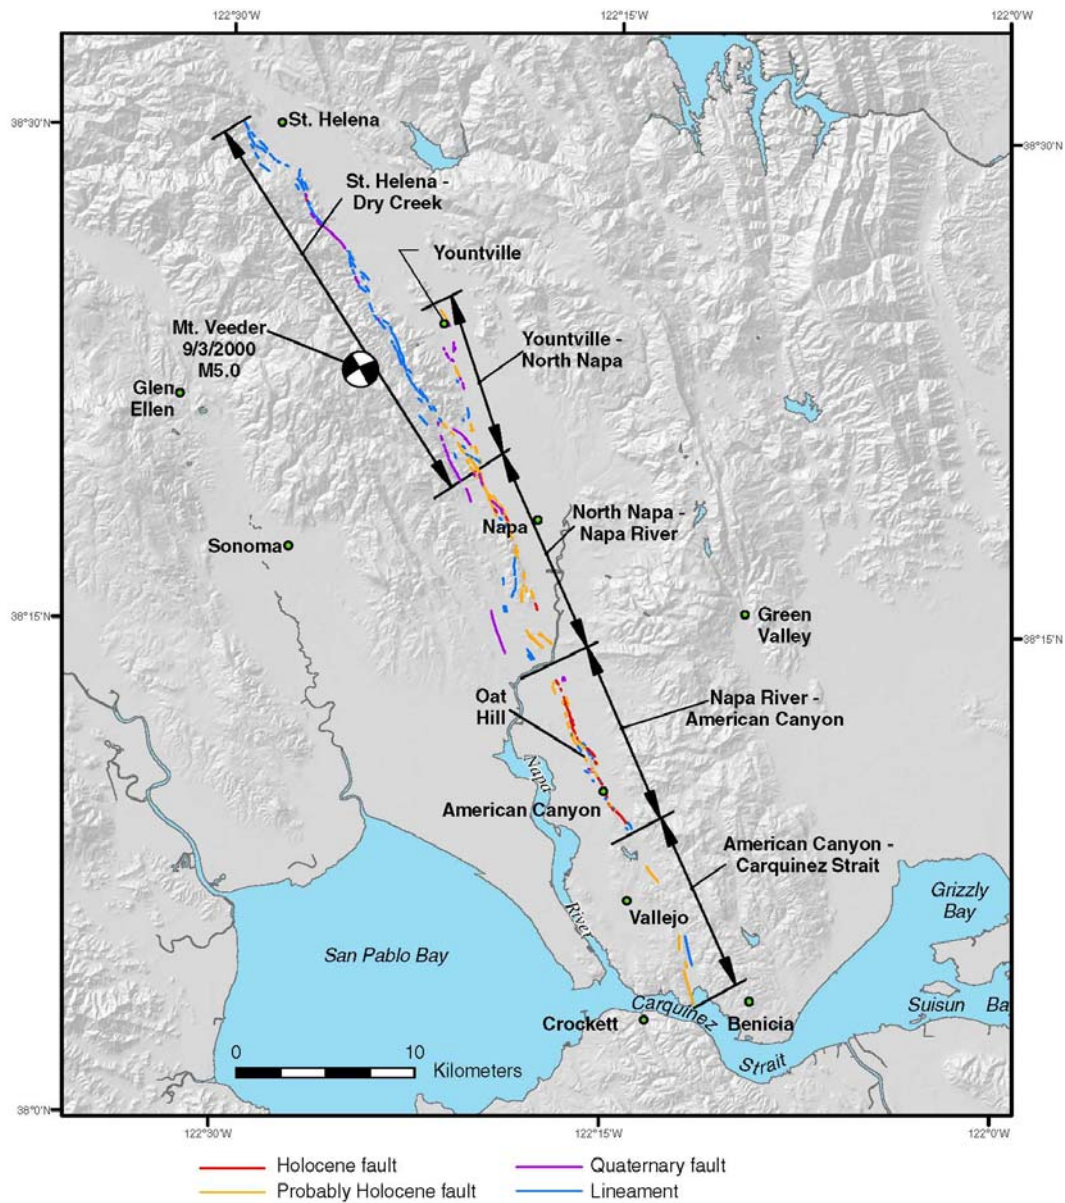 122°30'W
122°15'W
122°0'W
38°30'N
St. Helena
38°30'N
St. Helena -
Dry Creek
Yountville
Mt. Veeder
9/3/2000
M5.0
Yountville -
North Napa
Glen
Ellen
Napa
North Napa -
Napa River
Sonoma
38°15'N
Green
Valley
38°15'N
Oat
Hill
Napa River -
American Canyon
Napa
American Canyon
American Canyon -
Carquinez Strait
Grizzly
Bay
River
Vallejo
San Pablo Bay
Carquinez
Suisun Ba
Crockett
Benicia
Strait
0
10
Kilometers
38°0'N
122°30'W
122°15'W
122°0'W
Holocene fault
Quaternary fault
Probably Holocene fault
Lineament